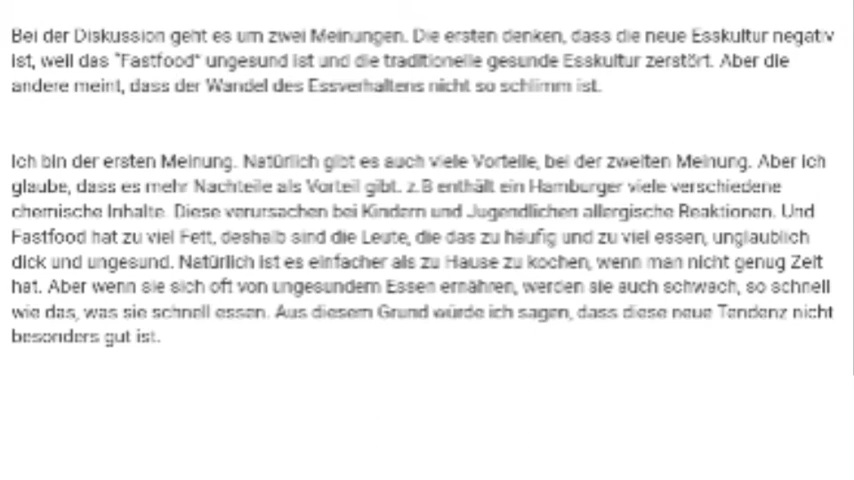 Bei der Diskussion geht es um zwei Meinungen. Die ersten denken, dass die neue Esskultur negativ
ist, weil das "Fastfood" ungesund ist und die traditionelle gesunde Esskultur zerstört. Aber die
andere meint, dass der Wandel des Essverhaltens nicht so schlimm ist.
Ich bin der ersten Meinung. Natürlich gibt es auch viele Vorteile, bei der zweiten Meinung. Aber ich
glaube, dass es mehr Nachteile als Vorteil gibt. z.B enthält ein Hamburger viele verschiedene
chemische Inhalte. Diese verursachen bei Kindern und Jugendlichen allergische Reaktionen. Und
Fastfood hat zu viel Fett, deshalb sind die Leute, die das zu häufig und zu viel essen, unglaublich
dick und ungesund. Natürlich ist es einfacher als zu Hause zu kochen, wenn man nicht genug Zeit
hat. Aber wenn sie sich oft von ungesundem Essen ernähren, werden sie auch schwach, so schnell
wie das, was sie schnell essen. Aus diesem Grund würde ich sagen, dass diese neue Tendenz nicht
besonders gut ist.